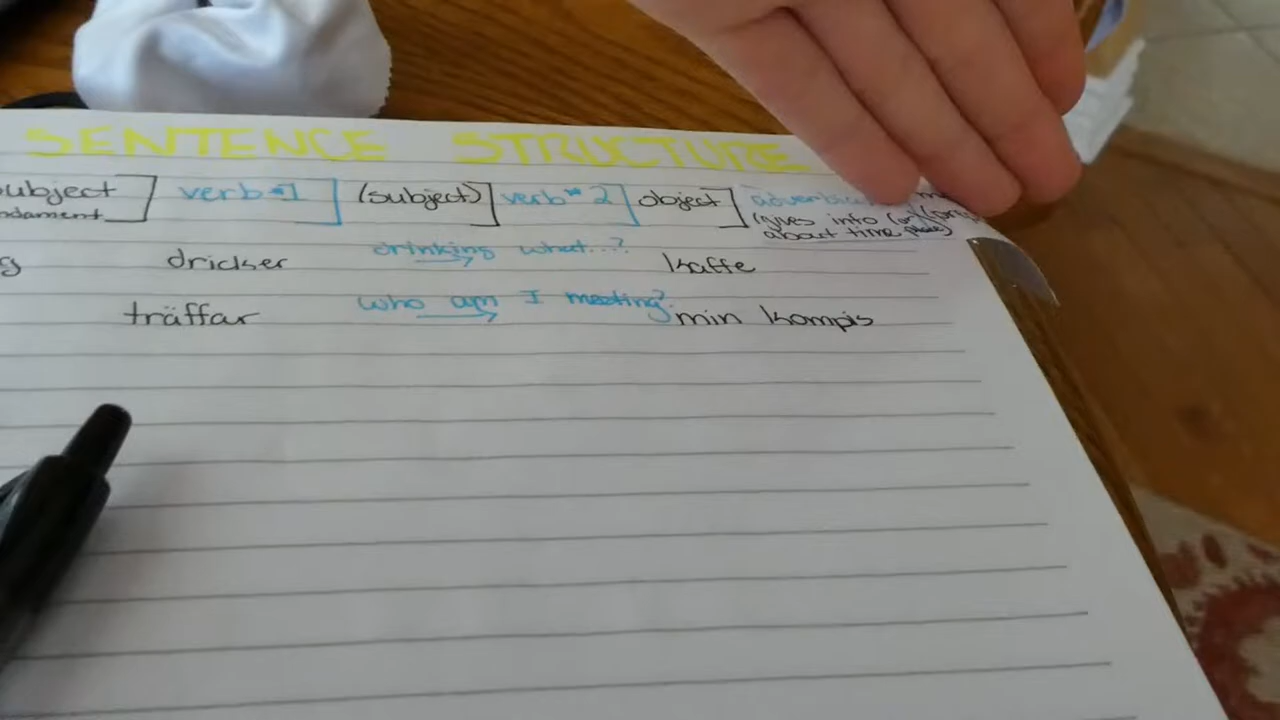 SENTENCE STRUCTURE
ubject verb #1 (subject) verb #2 object
ndament (gives info
about time
g dricker drinking what...? kaffe
träffar who am I meeting? min kompis